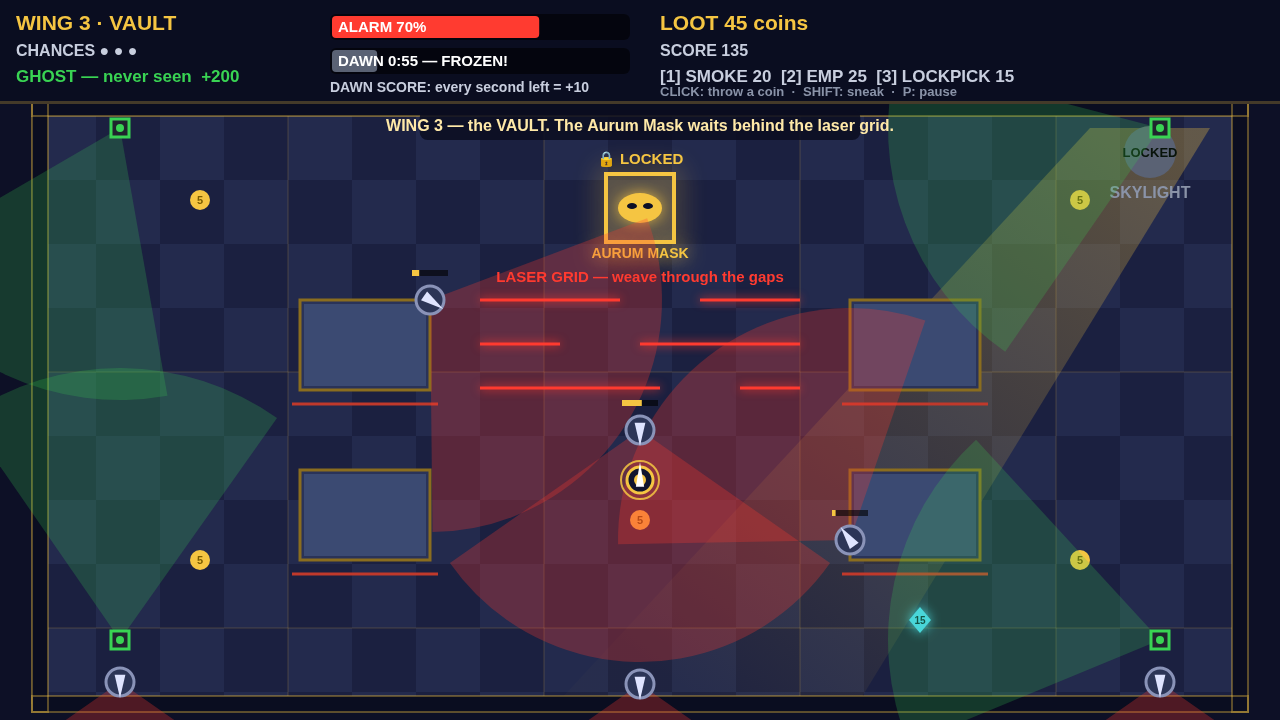 WING 3 · VAULT
CHANCES ● ● ●
GHOST — never seen +200
ALARM 70%
DAWN 0:55 — FROZEN!
DAWN SCORE: every second left = +10
LOOT 45 coins
SCORE 135
[1] SMOKE 20 [2] EMP 25 [3] LOCKPICK 15
CLICK: throw a coin · SHIFT: sneak · P: pause
WING 3 — the VAULT. The Aurum Mask waits behind the laser grid.
🔒 LOCKED
LOCKED
SKYLIGHT
5
5
AURUM MASK
LASER GRID — weave through the gaps
5
5
5
15